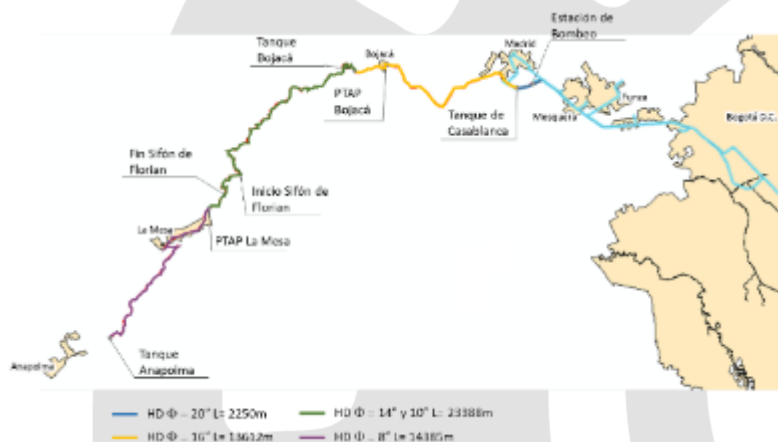 Estación de
Bombeo
Tanque
Bojacá
Bojacá
Madrid
PTAP
Bojacá
Tanque de
Casablanca
Mosquera
Funza
Bogotá D.C.
Fin Sifón de
Florian
Inicio Sifón de
Florian
La Mesa
PTAP La Mesa
Tanque
Anapoima
Anapoima
HD Φ – 20" L= 2250m
HD Φ = 14" y 10" L= 23388m
HD Φ – 16" L= 13612m
HD Φ – 8" L= 14385m